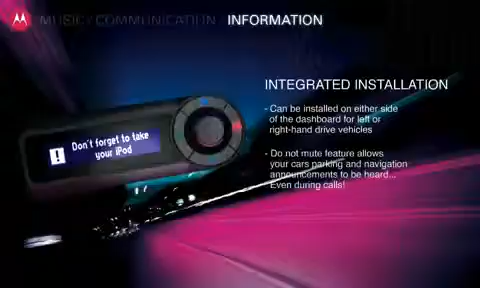 MUSIC / COMMUNICATION / INFORMATION
INTEGRATED INSTALLATION
- Can be installed on either side
of the dashboard for left or
right-hand drive vehicles
- Do not mute feature allows
your cars parking and navigation
announcements to be heard...
Even during calls!
! Don't forget to take
your iPod